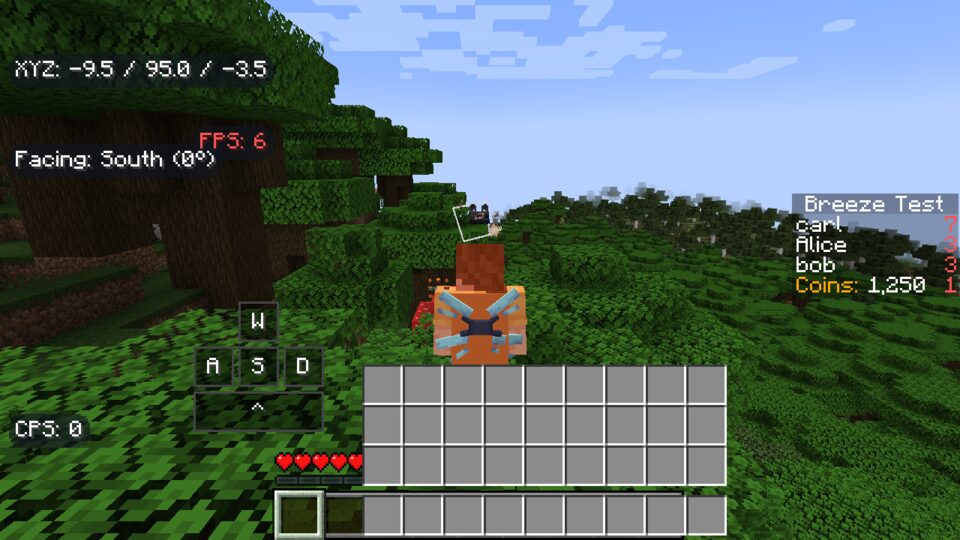 XYZ: -9.5 / 95.0 / -3.5
FPS: 6
Facing: South (0º)
Breeze Test
carl 7
Alice 3
bob 3
Coins: 1,250 1
W
A S D
^
CPS: 0